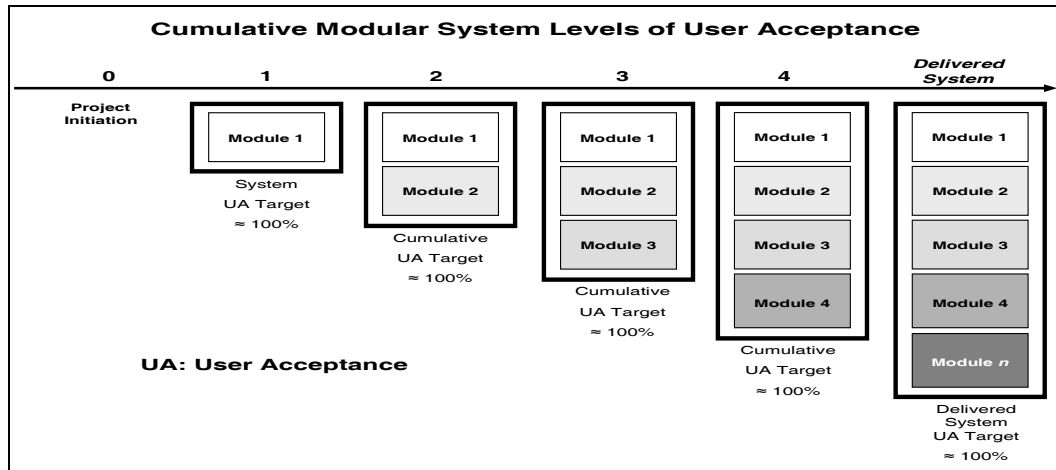 Cumulative Modular System Levels of User Acceptance
0
1
2
3
4
Delivered
System
Project
Initiation
Module 1
System
UA Target
≈ 100%
Module 1
Module 2
Cumulative
UA Target
≈ 100%
Module 1
Module 2
Module 3
Cumulative
UA Target
≈ 100%
Module 1
Module 2
Module 3
Module 4
Cumulative
UA Target
≈ 100%
Module 1
Module 2
Module 3
Module 4
Module n
Delivered
System
UA Target
≈ 100%
UA: User Acceptance